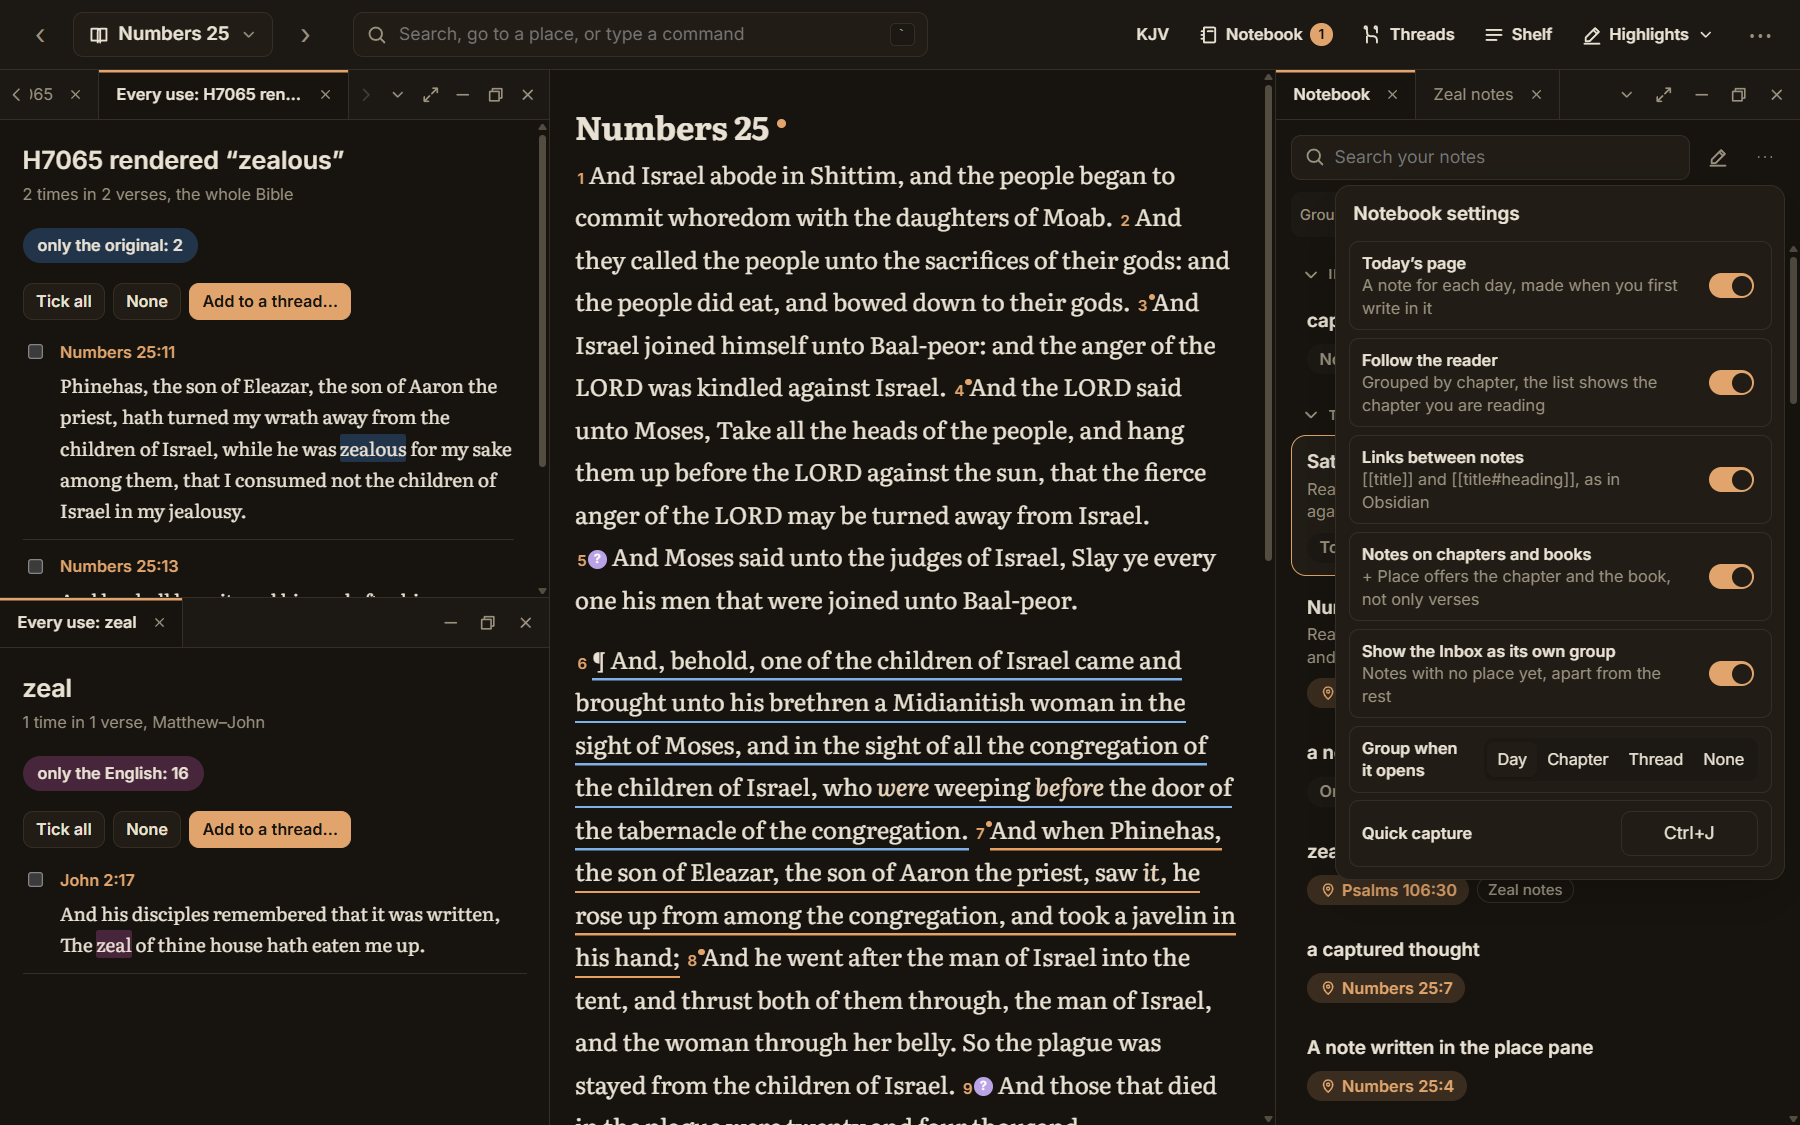 Numbers 25
Search, go to a place, or type a command
`
KJV
Notebook 1
Threads
Shelf
Highlights
Every use: H7065 ren...
H7065 rendered “zealous”
2 times in 2 verses, the whole Bible
only the original: 2
Tick all
None
Add to a thread...
Numbers 25:11
Phinehas, the son of Eleazar, the son of Aaron the
priest, hath turned my wrath away from the
children of Israel, while he was zealous for my sake
among them, that I consumed not the children of
Israel in my jealousy.
Numbers 25:13
Every use: zeal
zeal
1 time in 1 verse, Matthew–John
only the English: 16
Tick all
None
Add to a thread...
John 2:17
And his disciples remembered that it was written,
The zeal of thine house hath eaten me up.
Numbers 25
1 And Israel abode in Shittim, and the people began to
commit whoredom with the daughters of Moab. 2 And
they called the people unto the sacrifices of their gods: and
the people did eat, and bowed down to their gods. 3 And
Israel joined himself unto Baal-peor: and the anger of the
LORD was kindled against Israel. 4 And the LORD said
unto Moses, Take all the heads of the people, and hang
them up before the LORD against the sun, that the fierce
anger of the LORD may be turned away from Israel.
5 ? And Moses said unto the judges of Israel, Slay ye every
one his men that were joined unto Baal-peor.
6 ¶ And, behold, one of the children of Israel came and
brought unto his brethren a Midianitish woman in the
sight of Moses, and in the sight of all the congregation of
the children of Israel, who were weeping before the door of
the tabernacle of the congregation. 7 And when Phinehas,
the son of Eleazar, the son of Aaron the priest, saw it, he
rose up from among the congregation, and took a javelin in
his hand; 8 And he went after the man of Israel into the
tent, and thrust both of them through, the man of Israel,
and the woman through her belly. So the plague was
stayed from the children of Israel. 9 ? And those that died
in the plague were twenty and four thousand.
Notebook
Zeal notes
Search your notes
Notebook settings
Today’s page
A note for each day, made when you first
write in it
Follow the reader
Grouped by chapter, the list shows the
chapter you are reading
Links between notes
[[title]] and [[title#heading]], as in
Obsidian
Notes on chapters and books
+ Place offers the chapter and the book,
not only verses
Show the Inbox as its own group
Notes with no place yet, apart from the
rest
Group when
it opens
Day
Chapter
Thread
None
Quick capture
Ctrl+J
Psalms 106:30
Zeal notes
a captured thought
Numbers 25:7
A note written in the place pane
Numbers 25:4